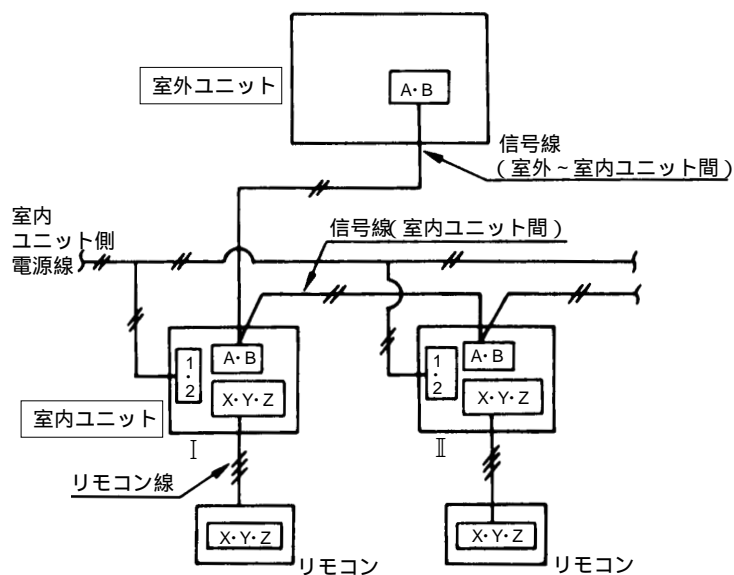 室外ユニット
A・B
信号線
(室外~室内ユニット間)
室内
ユニット側
電源線
信号線(室内ユニット間)
1・2
A・B
X・Y・Z
1・2
A・B
X・Y・Z
室内ユニット
Ⅰ
Ⅱ
リモコン線
X・Y・Z
リモコン
X・Y・Z
リモコン